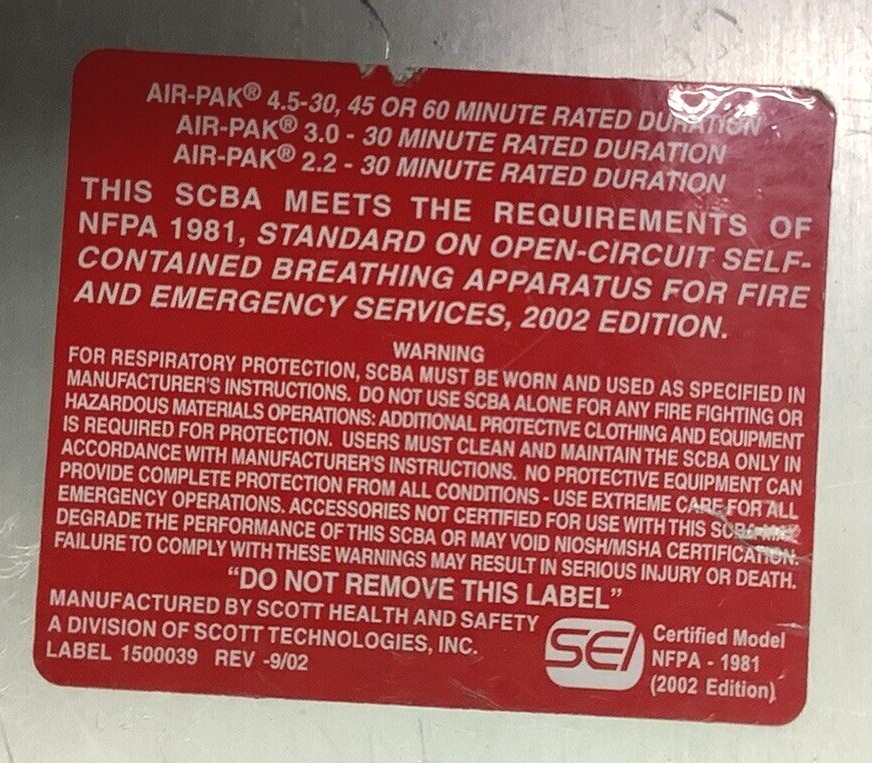 AIR-PAK® 4.5-30, 45 OR 60 MINUTE RATED DURATION
AIR-PAK® 3.0 - 30 MINUTE RATED DURATION
AIR-PAK® 2.2 - 30 MINUTE RATED DURATION
THIS SCBA MEETS THE REQUIREMENTS OF
NFPA 1981, STANDARD ON OPEN-CIRCUIT SELF-
CONTAINED BREATHING APPARATUS FOR FIRE
AND EMERGENCY SERVICES, 2002 EDITION.
WARNING
FOR RESPIRATORY PROTECTION, SCBA MUST BE WORN AND USED AS SPECIFIED IN
MANUFACTURER'S INSTRUCTIONS. DO NOT USE SCBA ALONE FOR ANY FIRE FIGHTING OR
HAZARDOUS MATERIALS OPERATIONS: ADDITIONAL PROTECTIVE CLOTHING AND EQUIPMENT
IS REQUIRED FOR PROTECTION. USERS MUST CLEAN AND MAINTAIN THE SCBA ONLY IN
ACCORDANCE WITH MANUFACTURER'S INSTRUCTIONS. NO PROTECTIVE EQUIPMENT CAN
PROVIDE COMPLETE PROTECTION FROM ALL CONDITIONS - USE EXTREME CARE FOR ALL
EMERGENCY OPERATIONS. ACCESSORIES NOT CERTIFIED FOR USE WITH THIS SCBA MAY
DEGRADE THE PERFORMANCE OF THIS SCBA OR MAY VOID NIOSH/MSHA CERTIFICATION.
FAILURE TO COMPLY WITH THESE WARNINGS MAY RESULT IN SERIOUS INJURY OR DEATH.
“DO NOT REMOVE THIS LABEL”
MANUFACTURED BY SCOTT HEALTH AND SAFETY
A DIVISION OF SCOTT TECHNOLOGIES, INC.
LABEL 1500039 REV -9/02
SEI
Certified Model
NFPA - 1981
(2002 Edition)